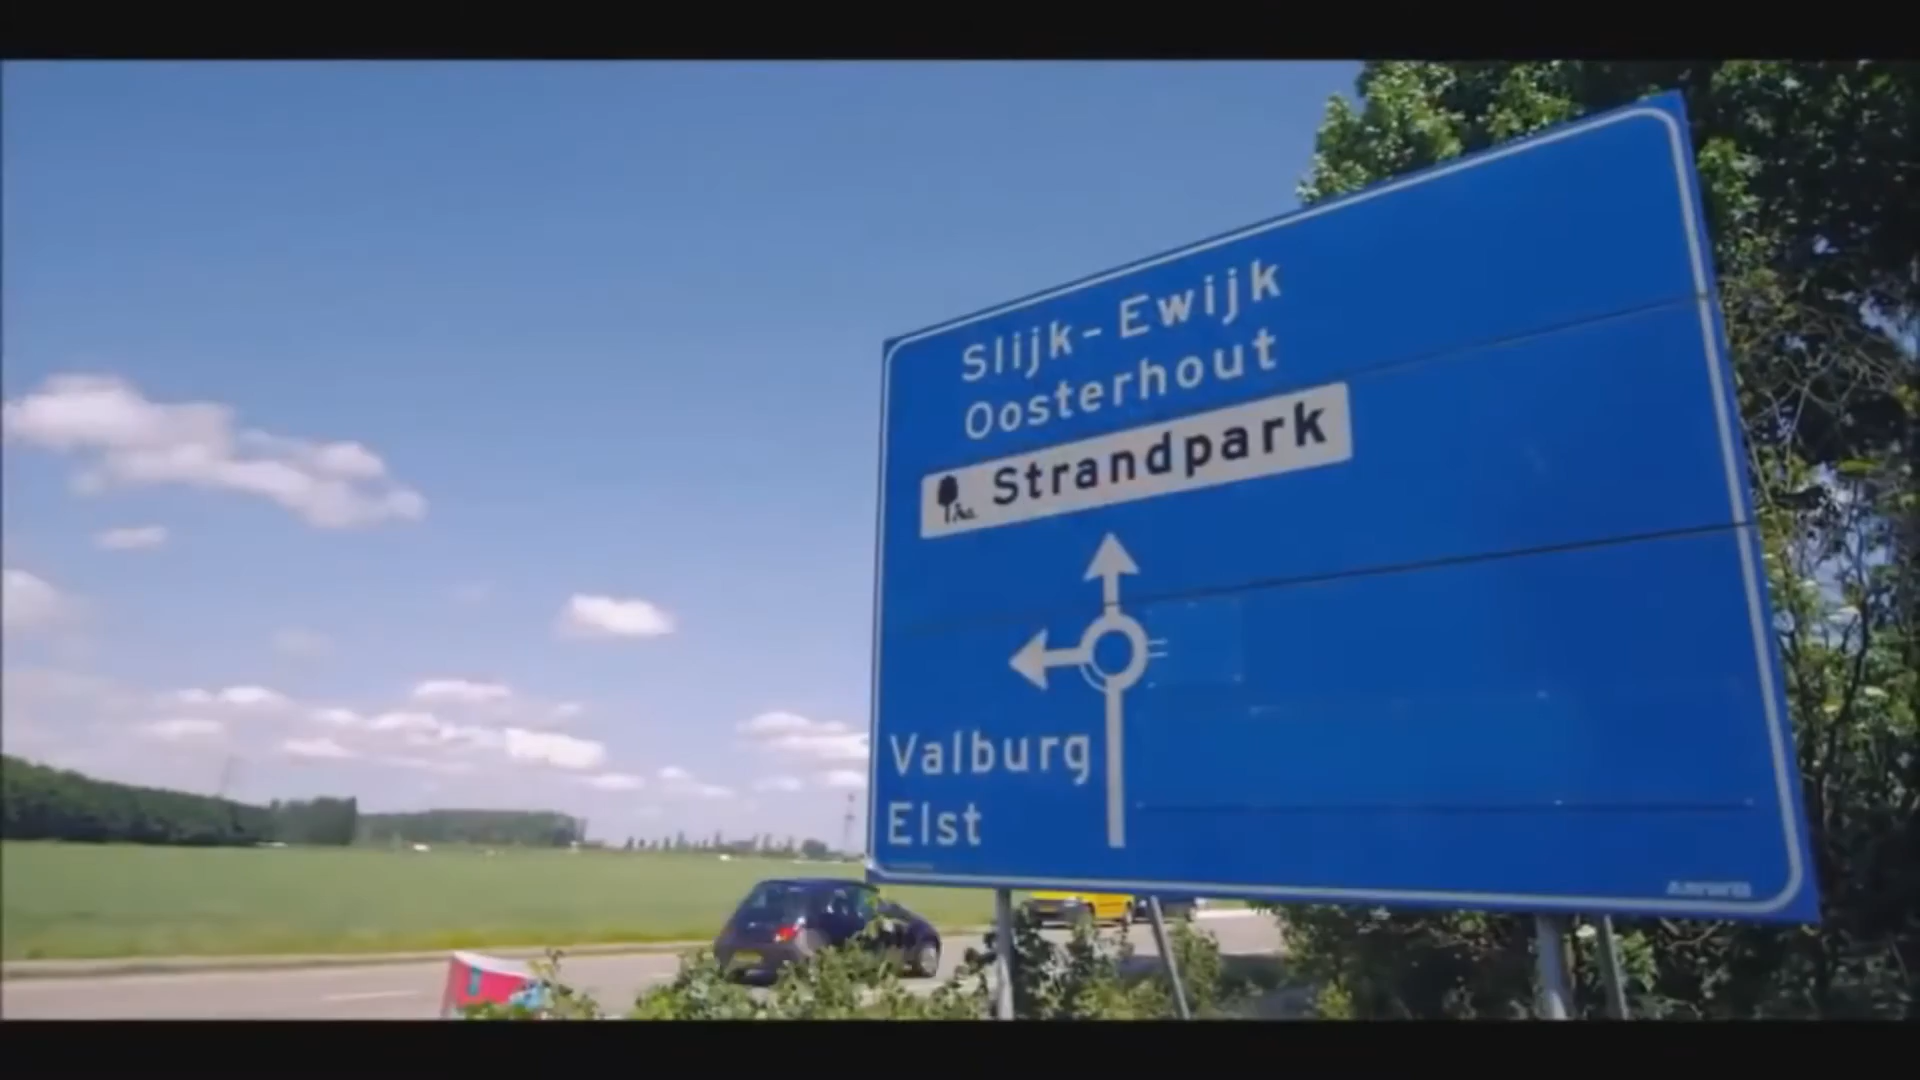 Slijk-Ewijk
Oosterhout
Strandpark
Valburg
Elst